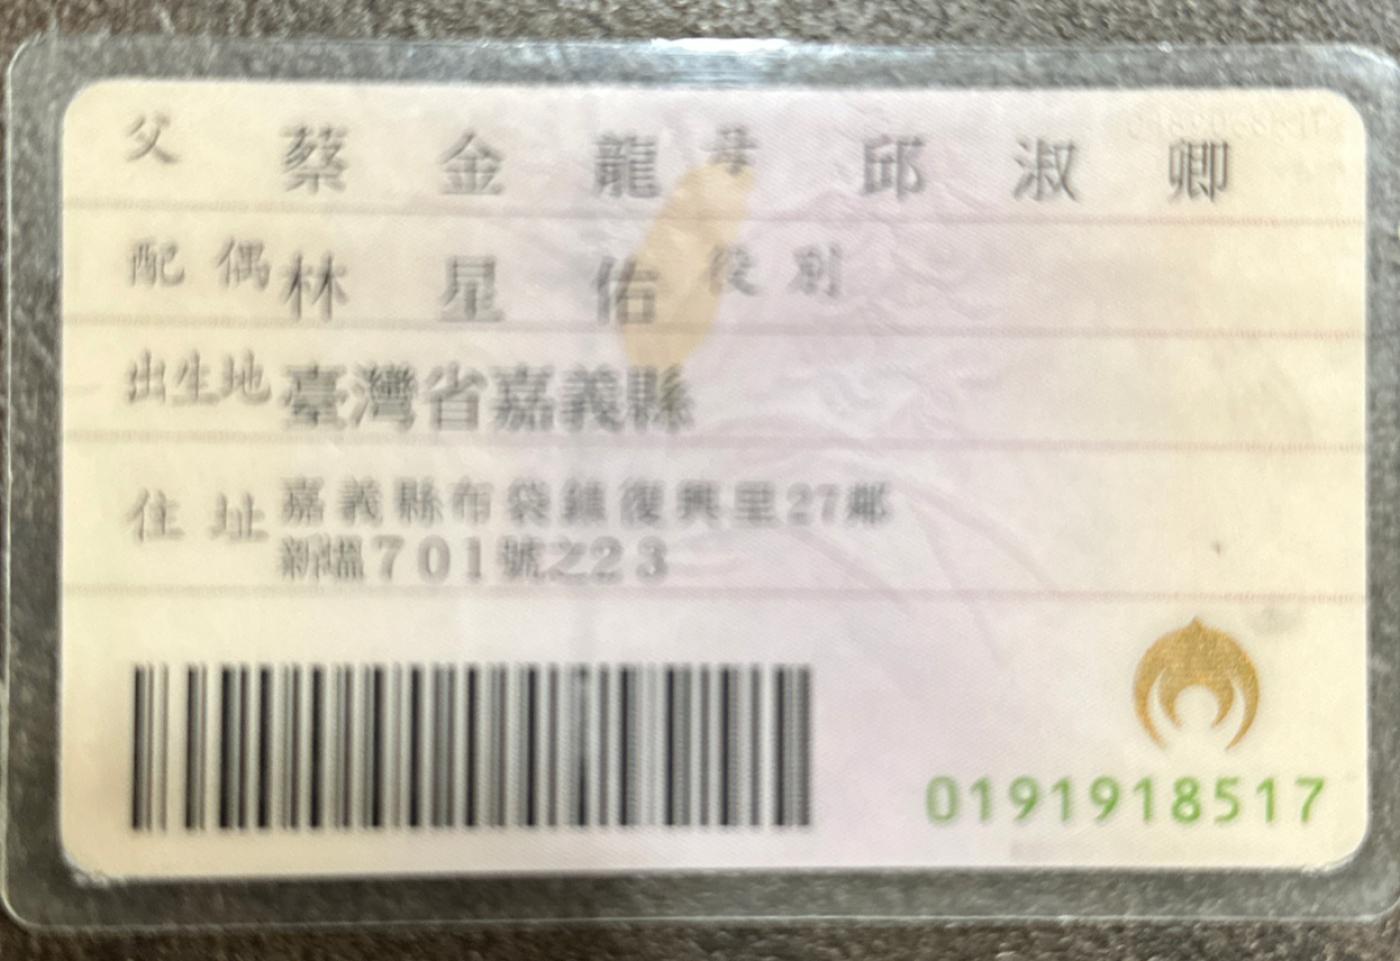 父 蔡金龍 母 邱淑卿
配偶 林星佑 役別
出生地 臺灣省嘉義縣
住址 嘉義縣布袋鎮復興里27鄰
新塭701號之23
0191918517